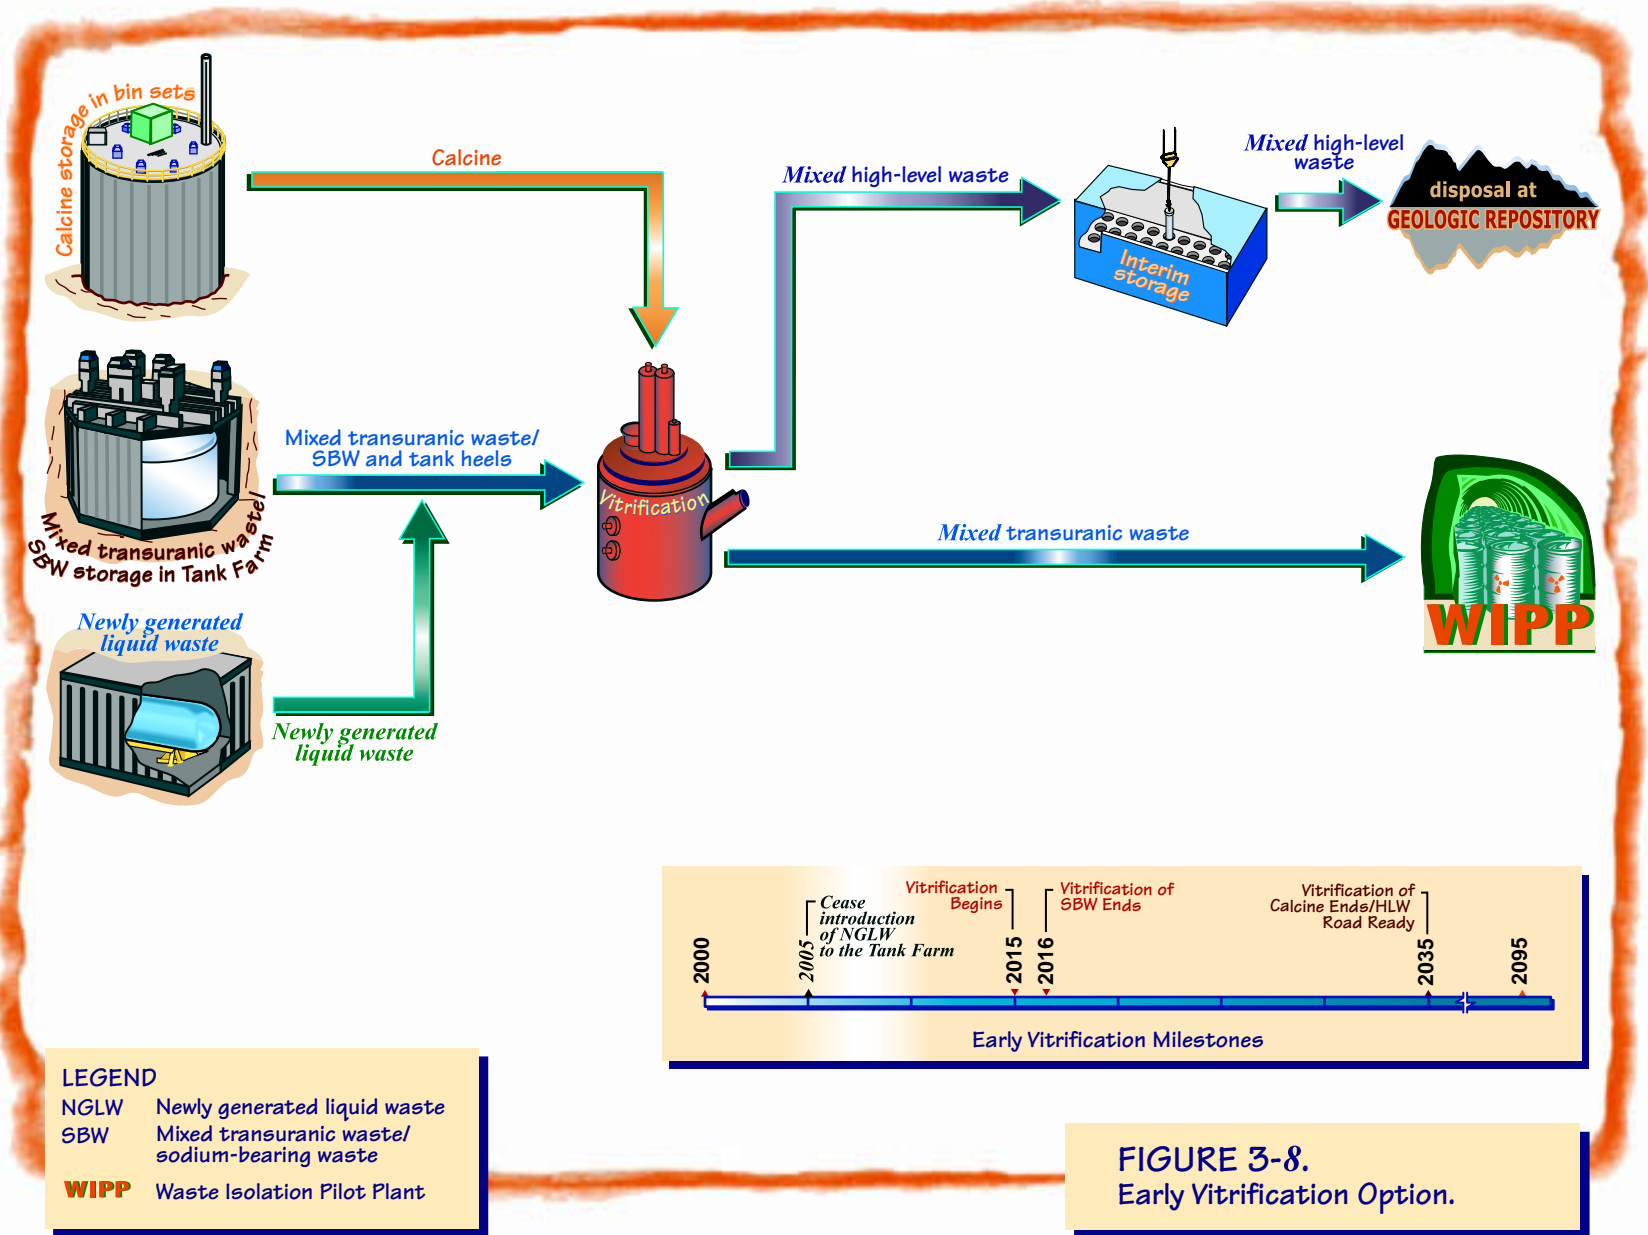 Calcine storage in bin sets
Calcine
Mixed high-level waste
Mixed high-level
waste
disposal at
GEOLOGIC REPOSITORY
Interim
storage
Mixed transuranic waste/
SBW and tank heels
Vitrification
Mixed transuranic waste/
SBW storage in Tank Farm
Mixed transuranic waste
WIPP
Newly generated
liquid waste
Newly generated
liquid waste
Cease
introduction
of NGLW
to the Tank Farm
Vitrification
Begins
Vitrification of
SBW Ends
Vitrification of
Calcine Ends/HLW
Road Ready
2000
2005
2015
2016
2035
2095
Early Vitrification Milestones
LEGEND
NGLW Newly generated liquid waste
SBW Mixed transuranic waste/
sodium-bearing waste
WIPP Waste Isolation Pilot Plant
FIGURE 3-8.
Early Vitrification Option.